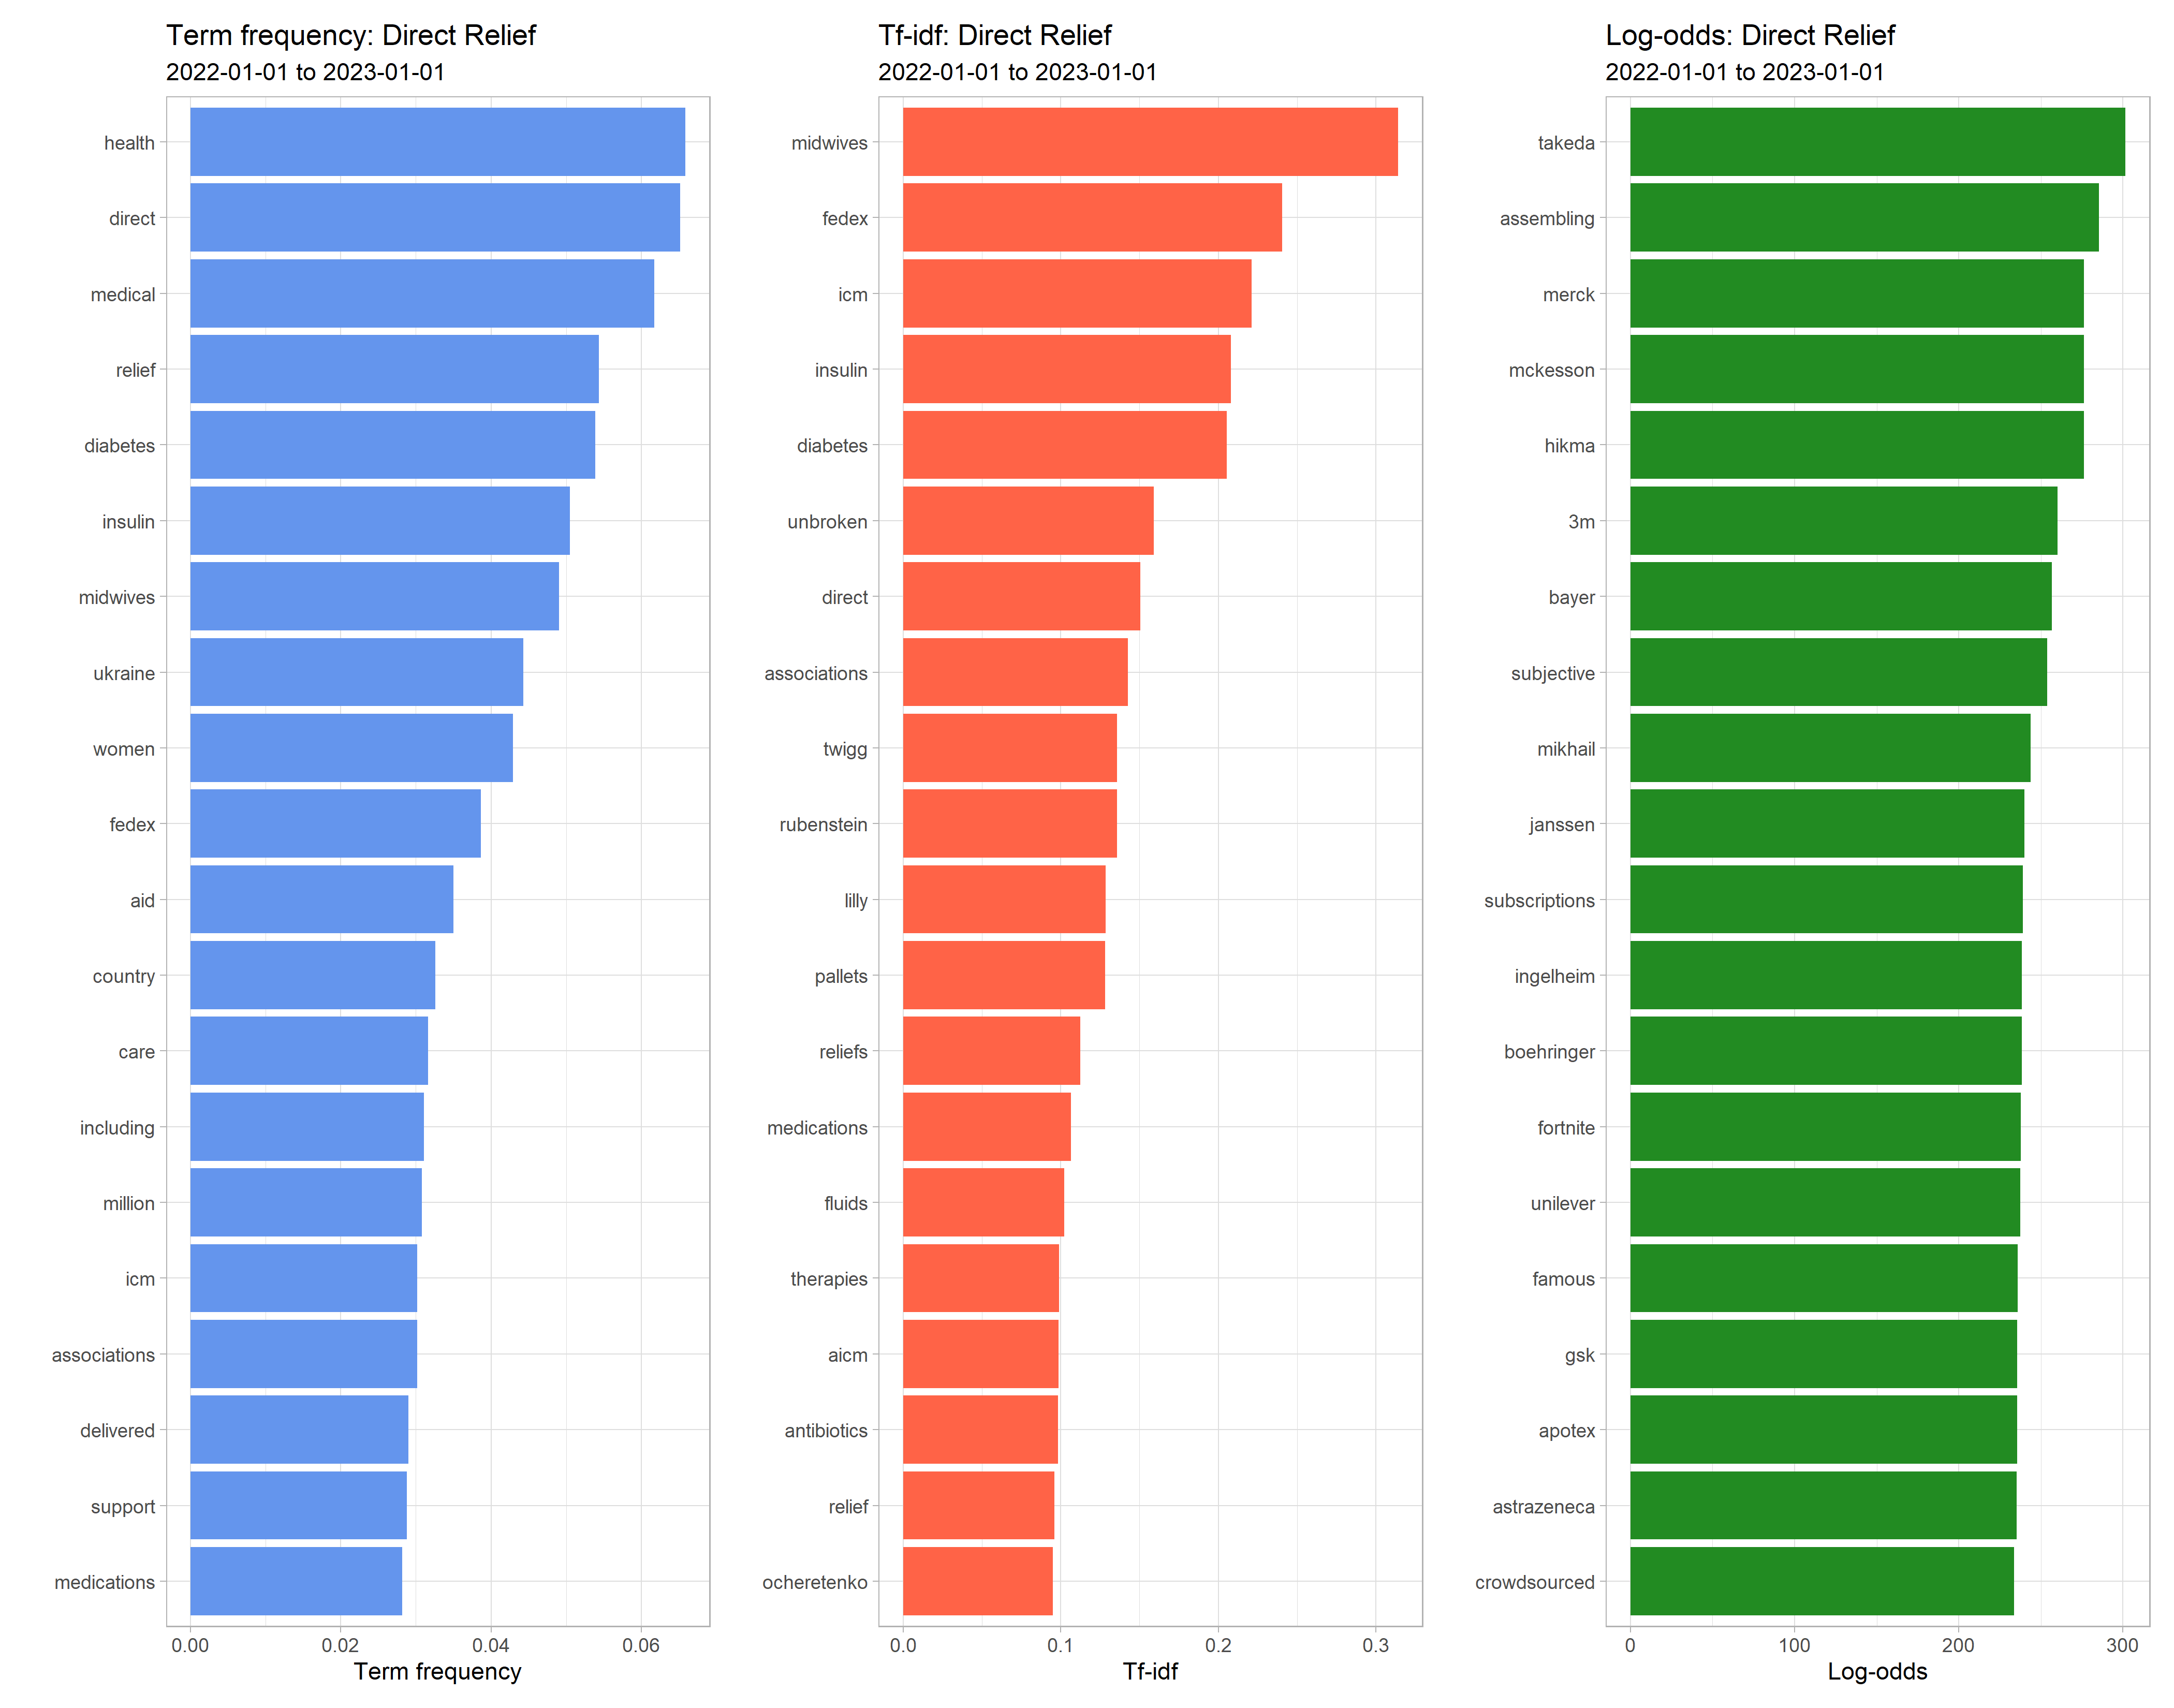 Term frequency: Direct Relief
2022-01-01 to 2023-01-01
health
direct
medical
relief
diabetes
insulin
midwives
ukraine
women
fedex
aid
country
care
including
million
icm
associations
delivered
support
medications
0.00 0.02 0.04 0.06
Term frequency
Tf-idf: Direct Relief
2022-01-01 to 2023-01-01
midwives
fedex
icm
insulin
diabetes
unbroken
direct
associations
twigg
rubenstein
lilly
pallets
reliefs
medications
fluids
therapies
aicm
antibiotics
relief
ocheretenko
0.0 0.1 0.2 0.3
Tf-idf
Log-odds: Direct Relief
2022-01-01 to 2023-01-01
takeda
assembling
merck
mckesson
hikma
3m
bayer
subjective
mikhail
janssen
subscriptions
ingelheim
boehringer
fortnite
unilever
famous
gsk
apotex
astrazeneca
crowdsourced
0 100 200 300
Log-odds